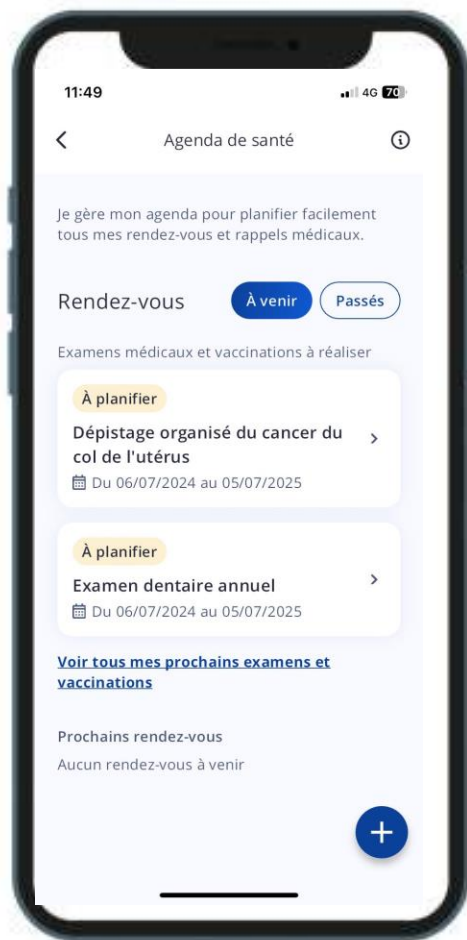 11:49
4G 70
Agenda de santé
Je gère mon agenda pour planifier facilement
tous mes rendez-vous et rappels médicaux.
Rendez-vous
À venir
Passés
Examens médicaux et vaccinations à réaliser
À planifier
Dépistage organisé du cancer du
col de l'utérus
Du 06/07/2024 au 05/07/2025
À planifier
Examen dentaire annuel
Du 06/07/2024 au 05/07/2025
Voir tous mes prochains examens et
vaccinations
Prochains rendez-vous
Aucun rendez-vous à venir